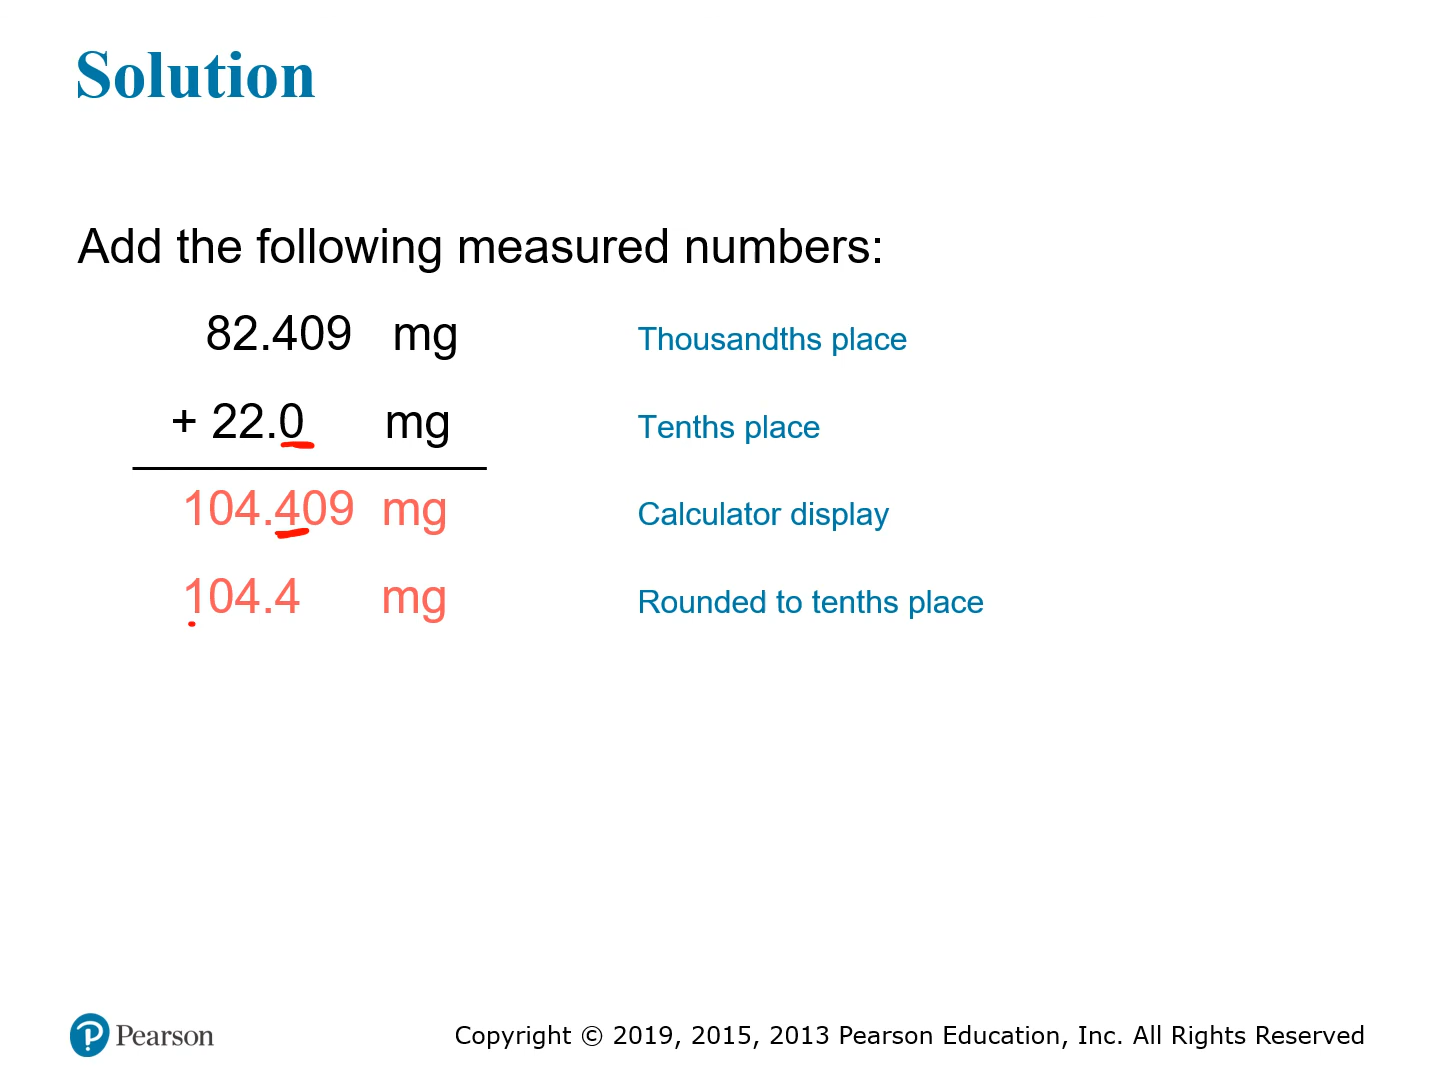 Solution
Add the following measured numbers:
82.409 mg Thousandths place
+ 22.0 mg Tenths place
104.409 mg Calculator display
104.4 mg Rounded to tenths place
Pearson Copyright © 2019, 2015, 2013 Pearson Education, Inc. All Rights Reserved